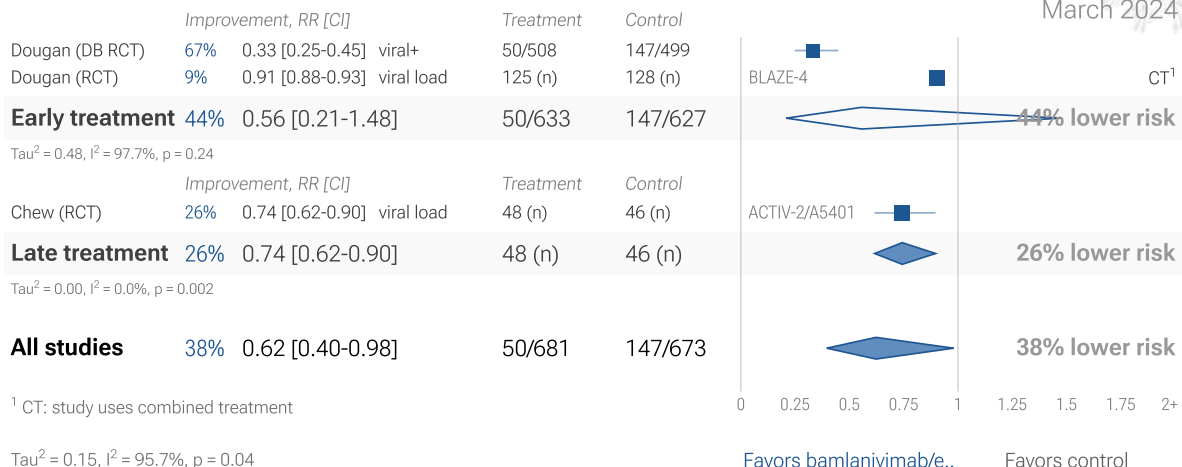 March 2024
Improvement, RR [CI] Treatment Control
Dougan (DB RCT) 67% 0.33 [0.25-0.45] viral+ 50/508 147/499
Dougan (RCT) 9% 0.91 [0.88-0.93] viral load 125 (n) 128 (n) BLAZE-4 CT¹
Early treatment 44% 0.56 [0.21-1.48] 50/633 147/627 44% lower risk
Tau² = 0.48, I² = 97.7%, p = 0.24
Improvement, RR [CI] Treatment Control
Chew (RCT) 26% 0.74 [0.62-0.90] viral load 48 (n) 46 (n) ACTIV-2/A5401
Late treatment 26% 0.74 [0.62-0.90] 48 (n) 46 (n) 26% lower risk
Tau² = 0.00, I² = 0.0%, p = 0.002
All studies 38% 0.62 [0.40-0.98] 50/681 147/673 38% lower risk
¹ CT: study uses combined treatment 0 0.25 0.5 0.75 1 1.25 1.5 1.75 2+
Tau² = 0.15, I² = 95.7%, p = 0.04 Favors bamlanivimab/e.. Favors control